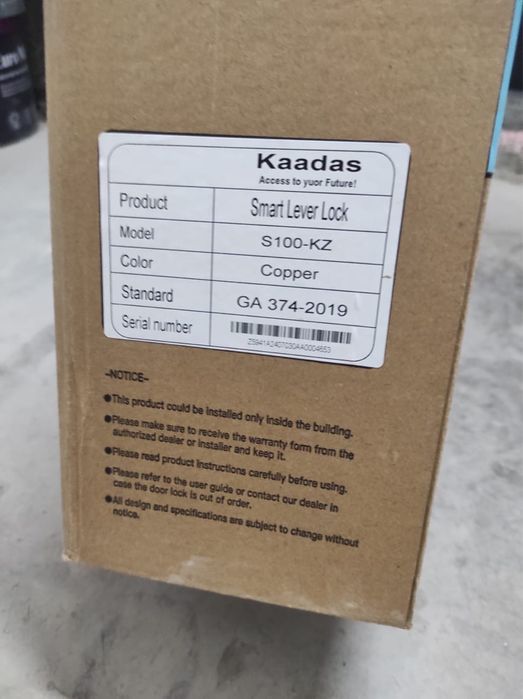 Kaadas
Access to yuor Future!
Product Smart Lever Lock
Model S100-KZ
Color Copper
Standard GA 374-2019
Serial number
Z5941A2407030AA0004653
-NOTICE-
●This product could be installed only inside the building.
●Please make sure to receive the warranty form from the
authorized dealer or installer and keep it.
●Please read product instructions carefully before using.
●Please refer to the user guide or contact our dealer in
case the door lock is out of order.
●All design and specifications are subject to change without
notice.